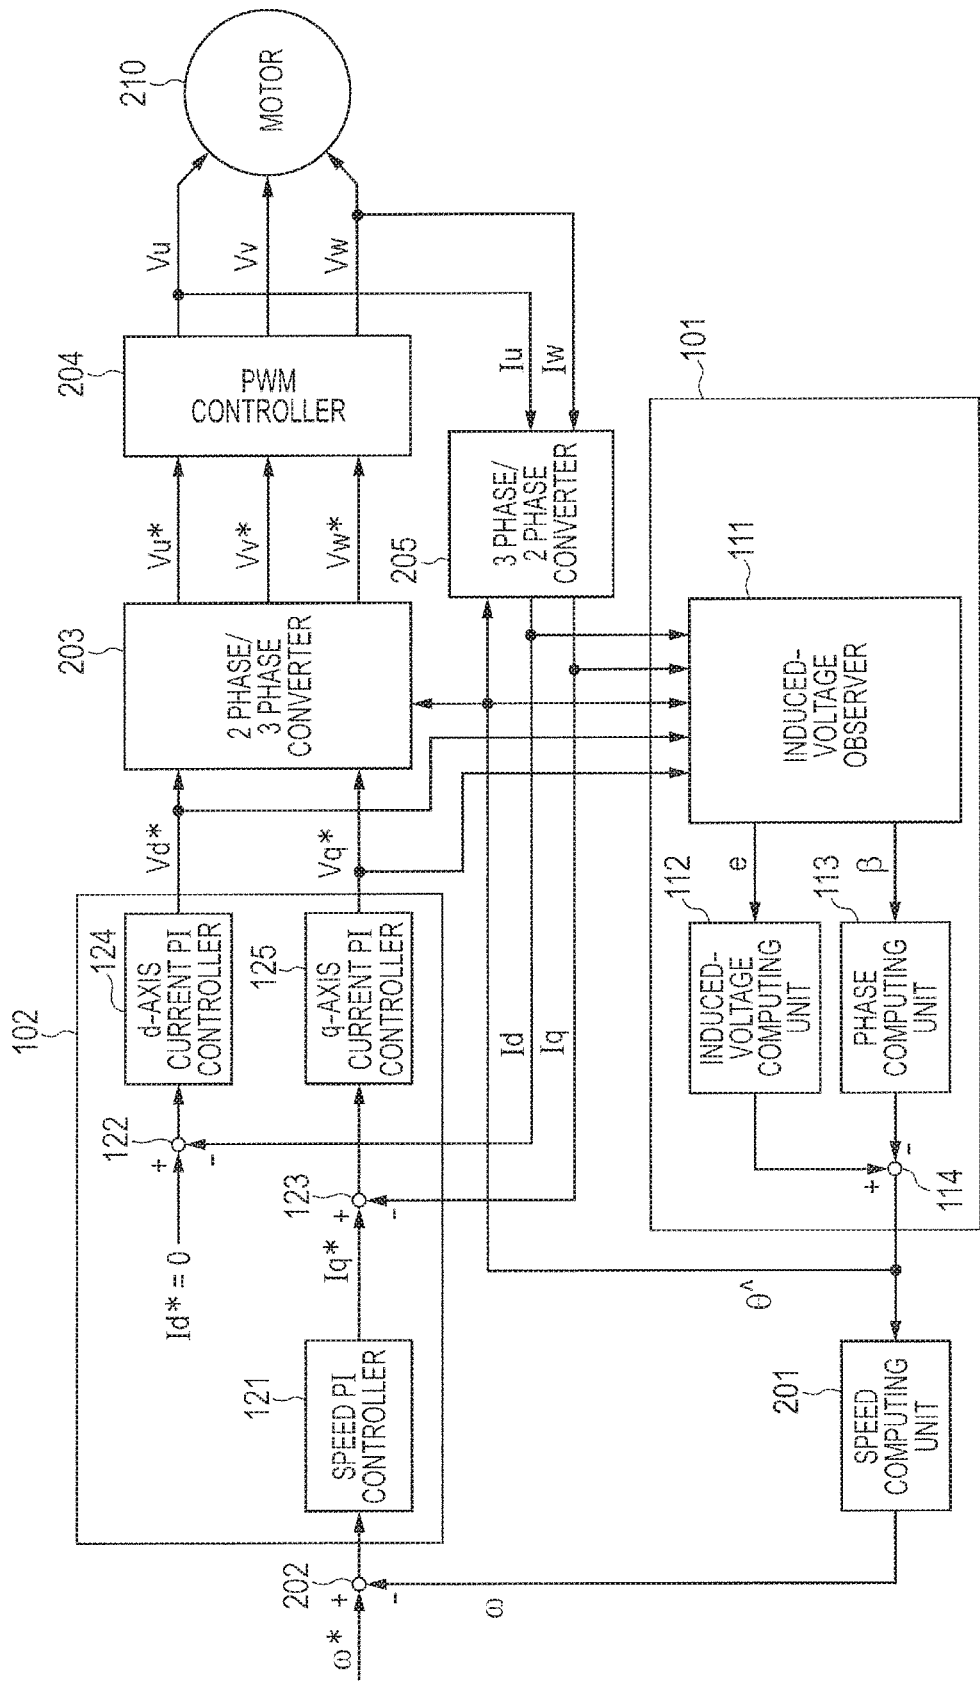 102
124
d-AXIS
CURRENT PI
CONTROLLER
Vd*
203
2 PHASE/
3 PHASE
CONVERTER
Vu*
Vv*
Vw*
204
PWM
CONTROLLER
Vu
Vv
Vw
210
MOTOR
Id* = 0
+
-
122
ω*
+
-
202
121
SPEED PI
CONTROLLER
Iq*
+
-
123
125
q-AXIS
CURRENT PI
CONTROLLER
Vq*
205
3 PHASE/
2 PHASE
CONVERTER
Iu
Iw
Id
Iq
ω
θ^
101
111
INDUCED-
VOLTAGE
OBSERVER
e
β
112
INDUCED-
VOLTAGE
COMPUTING
UNIT
113
PHASE
COMPUTING
UNIT
+
-
114
201
SPEED
COMPUTING
UNIT